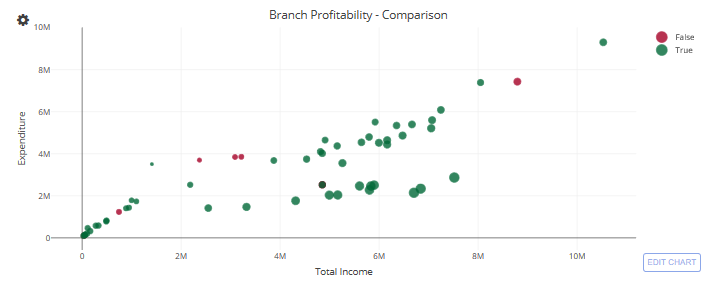 Branch Profitability - Comparison
10M
8M
6M
4M
2M
0
Expenditure
0
2M
4M
6M
8M
10M
Total Income
False
True
EDIT CHART